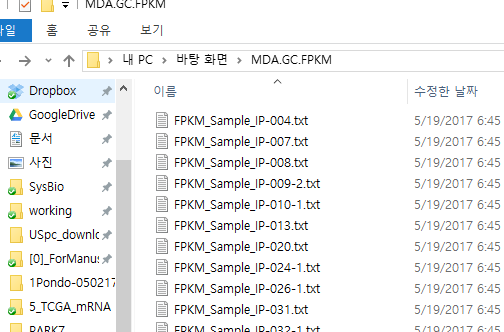 MDA.GC.FPKM
파일 홈 공유 보기
내 PC > 바탕 화면 > MDA.GC.FPKM
이름 수정한 날짜
Dropbox
GoogleDrive
문서
사진
SysBio
working
USpc_downlo
[0]_ForManus
1Pondo-050217
5_TCGA_mRNA
PARK7
FPKM_Sample_IP-004.txt 5/19/2017 6:45
FPKM_Sample_IP-007.txt 5/19/2017 6:45
FPKM_Sample_IP-008.txt 5/19/2017 6:45
FPKM_Sample_IP-009-2.txt 5/19/2017 6:45
FPKM_Sample_IP-010-1.txt 5/19/2017 6:45
FPKM_Sample_IP-013.txt 5/19/2017 6:45
FPKM_Sample_IP-020.txt 5/19/2017 6:45
FPKM_Sample_IP-024-1.txt 5/19/2017 6:45
FPKM_Sample_IP-026-1.txt 5/19/2017 6:45
FPKM_Sample_IP-031.txt 5/19/2017 6:45
FPKM_Sample_IP-032-1.txt 5/19/2017 6:45